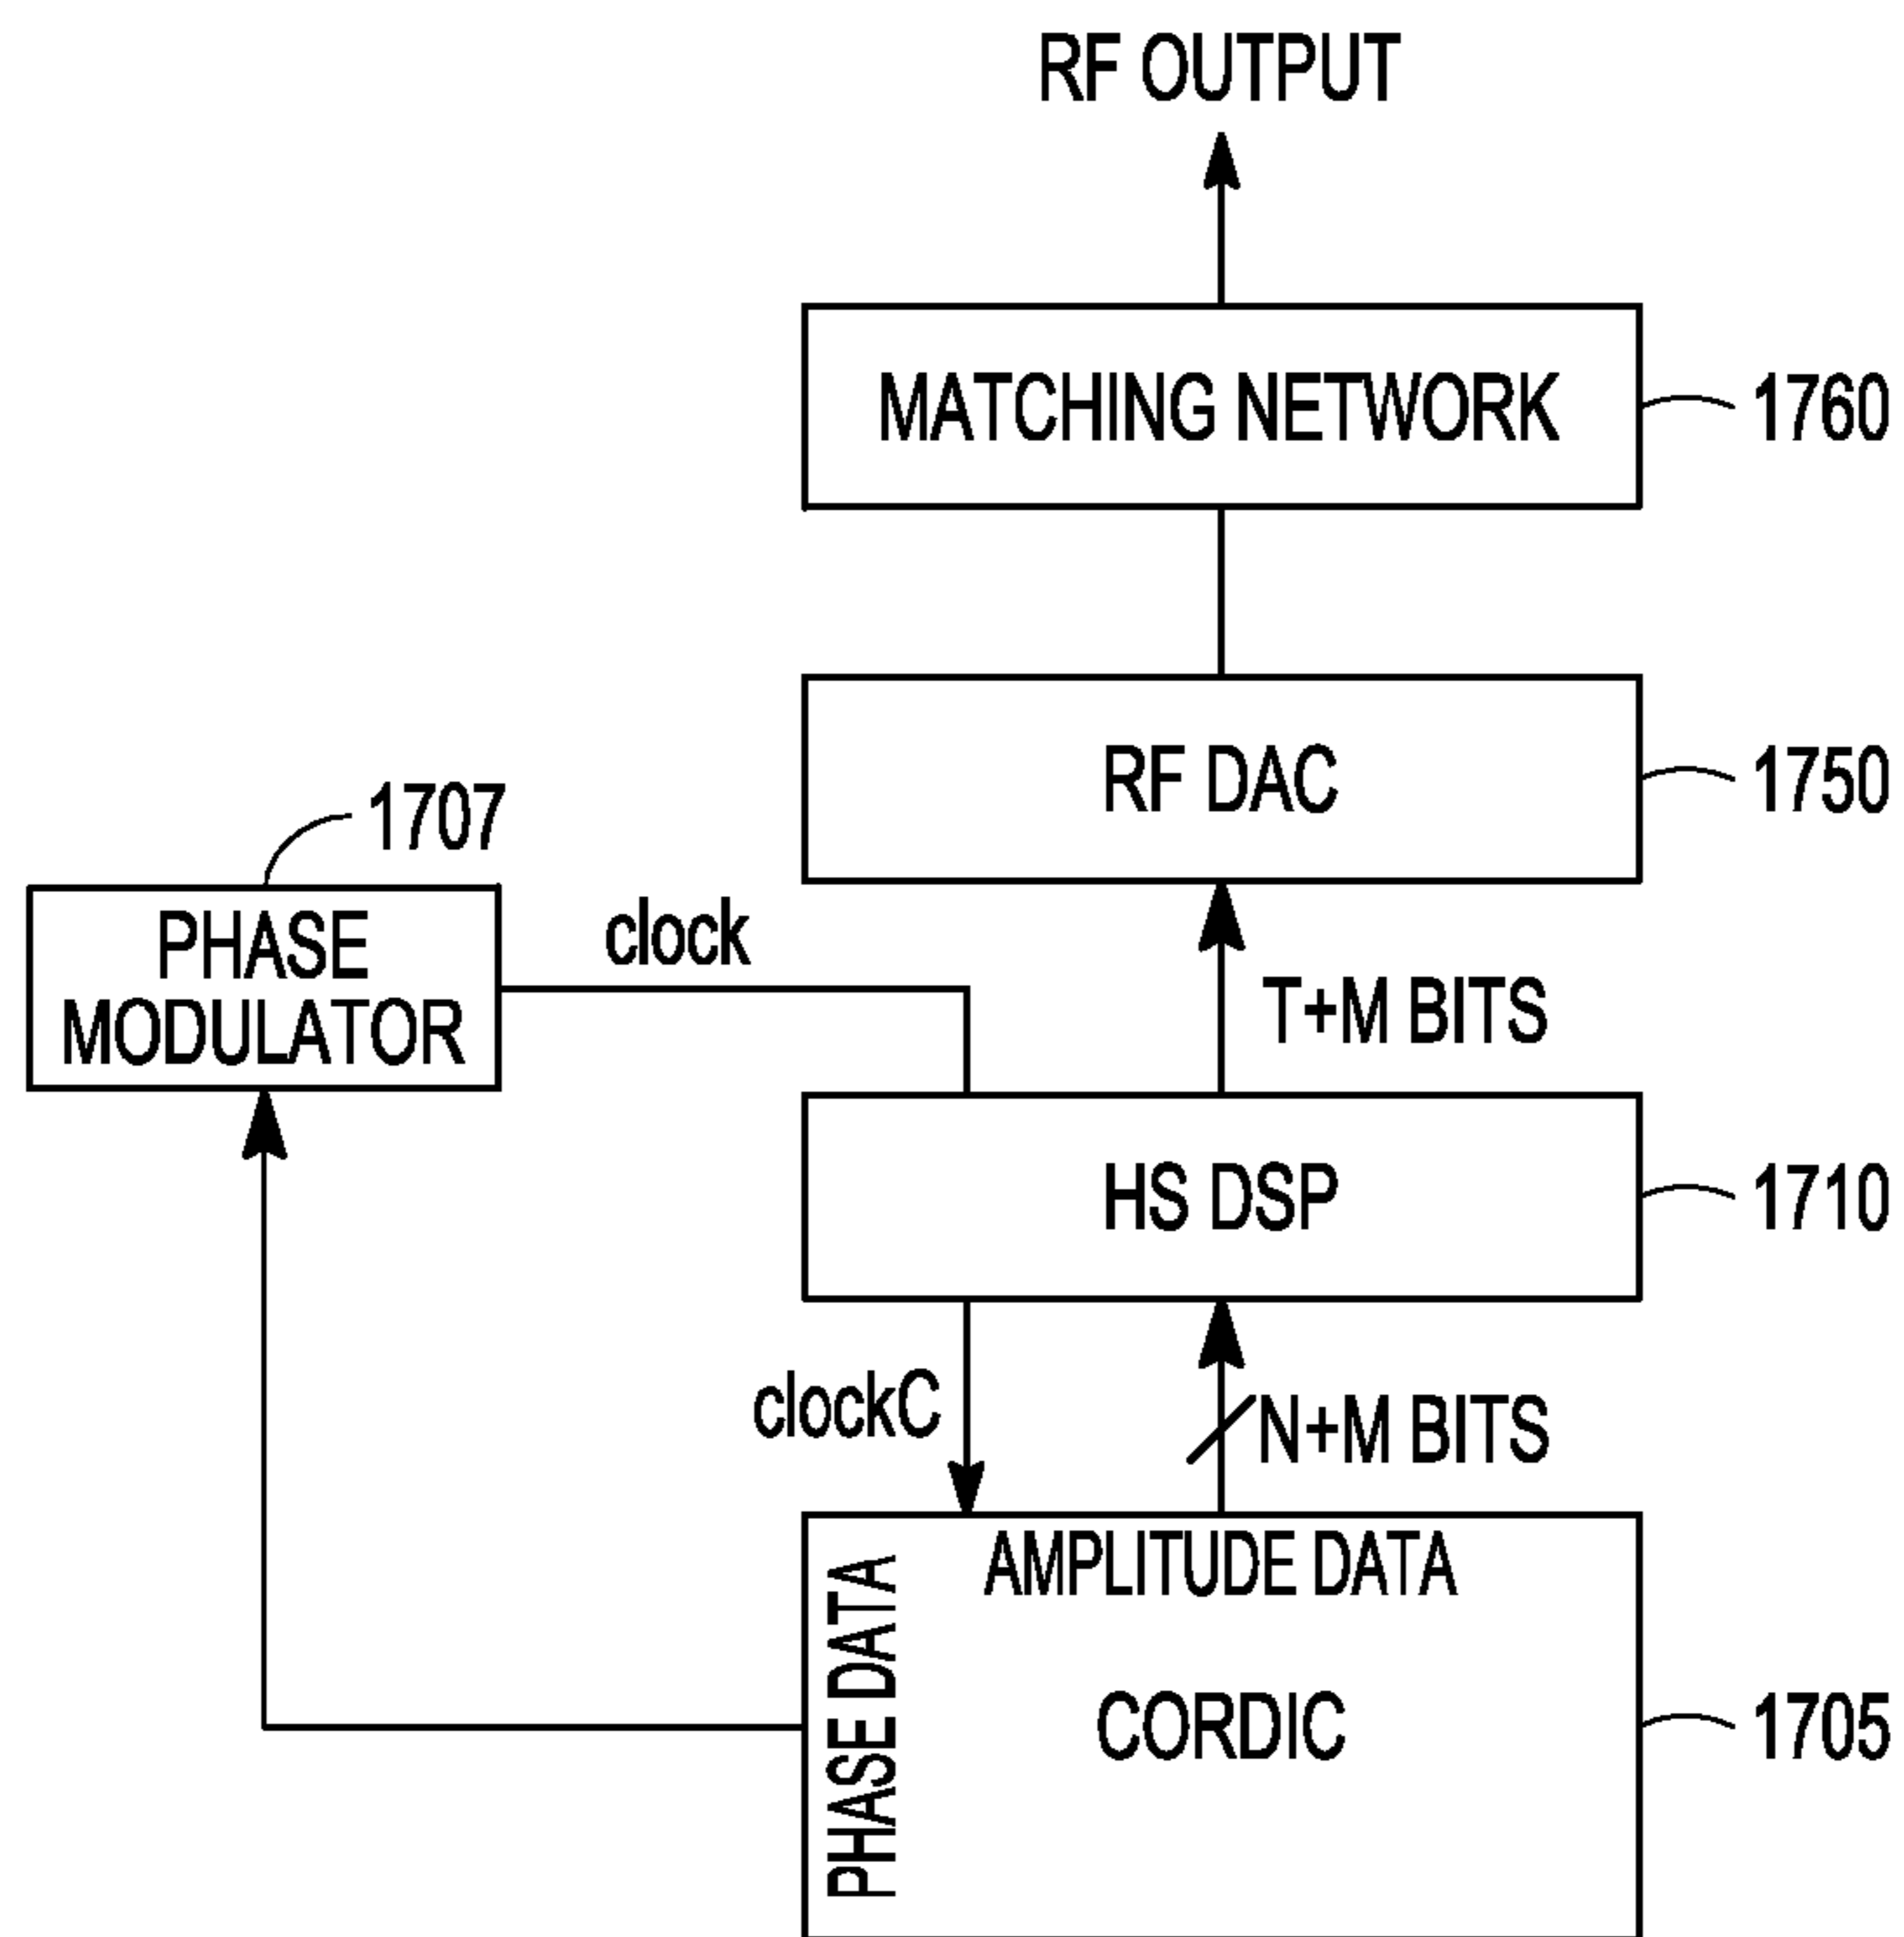 RF OUTPUT
MATCHING NETWORK
1760
RF DAC
1750
1707
PHASE
MODULATOR
clock
T+M BITS
HS DSP
1710
clockC
N+M BITS
AMPLITUDE DATA
PHASE DATA
CORDIC
1705